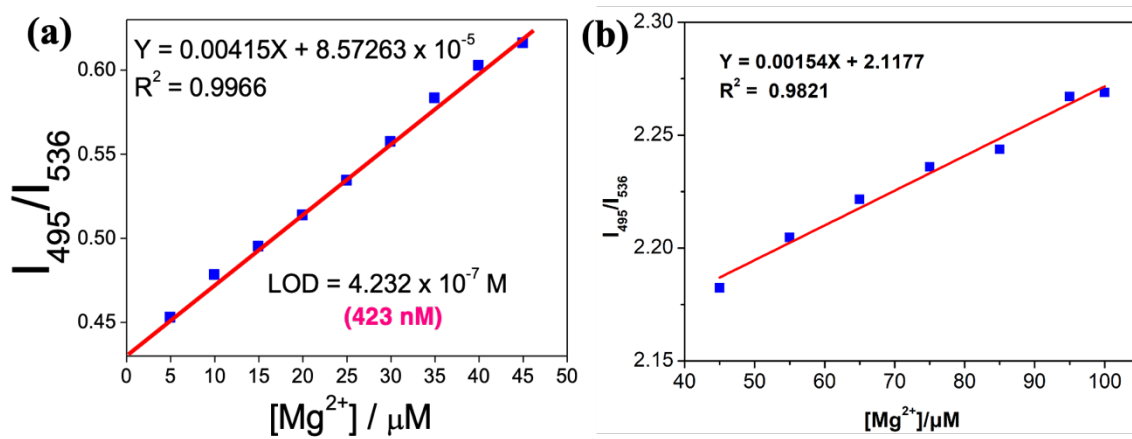 (a)
Y = 0.00415X + 8.57263 x 10⁻⁵
R² = 0.9966
LOD = 4.232 x 10⁻⁷ M
(423 nM)
I₄₉₅/I₅₃₆
0.60
0.55
0.50
0.45
0 5 10 15 20 25 30 35 40 45 50
[Mg²⁺] / μM
(b)
Y = 0.00154X + 2.1177
R² = 0.9821
I₄₉₅/I₅₃₆
2.30
2.25
2.20
2.15
40 50 60 70 80 90 100
[Mg²⁺]/μM